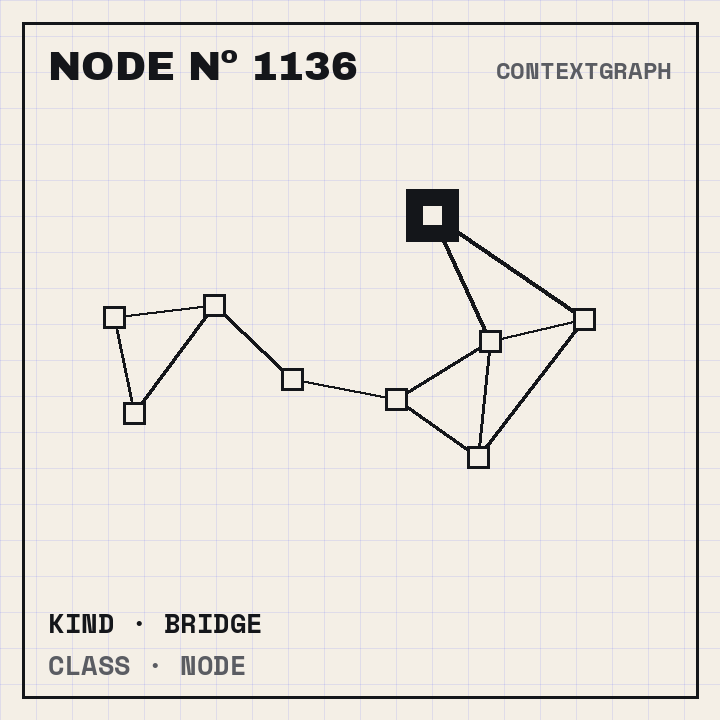 NODE Nº 1136
CONTEXTGRAPH
KIND · BRIDGE
CLASS · NODE